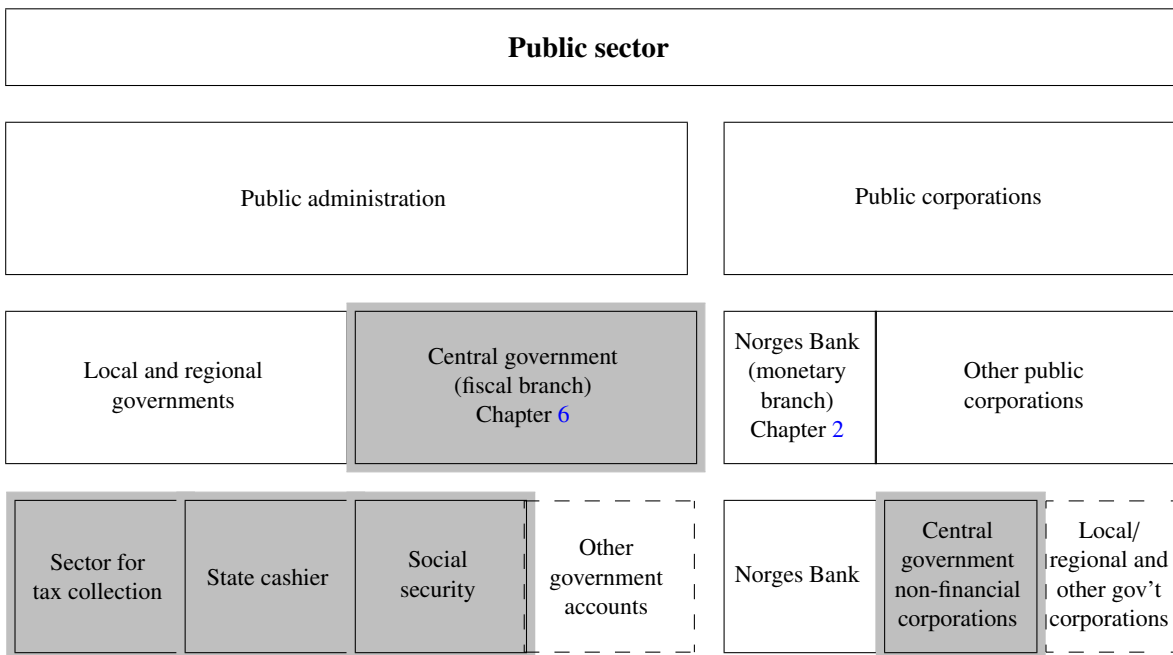 Public sector
Public administration
Public corporations
Local and regional
governments
Central government
(fiscal branch)
Chapter 6
Norges Bank
(monetary
branch)
Chapter 2
Other public
corporations
Sector for
tax collection
State cashier
Social
security
Other
government
accounts
Norges Bank
Central
government
non-financial
corporations
Local/
regional and
other gov't
corporations